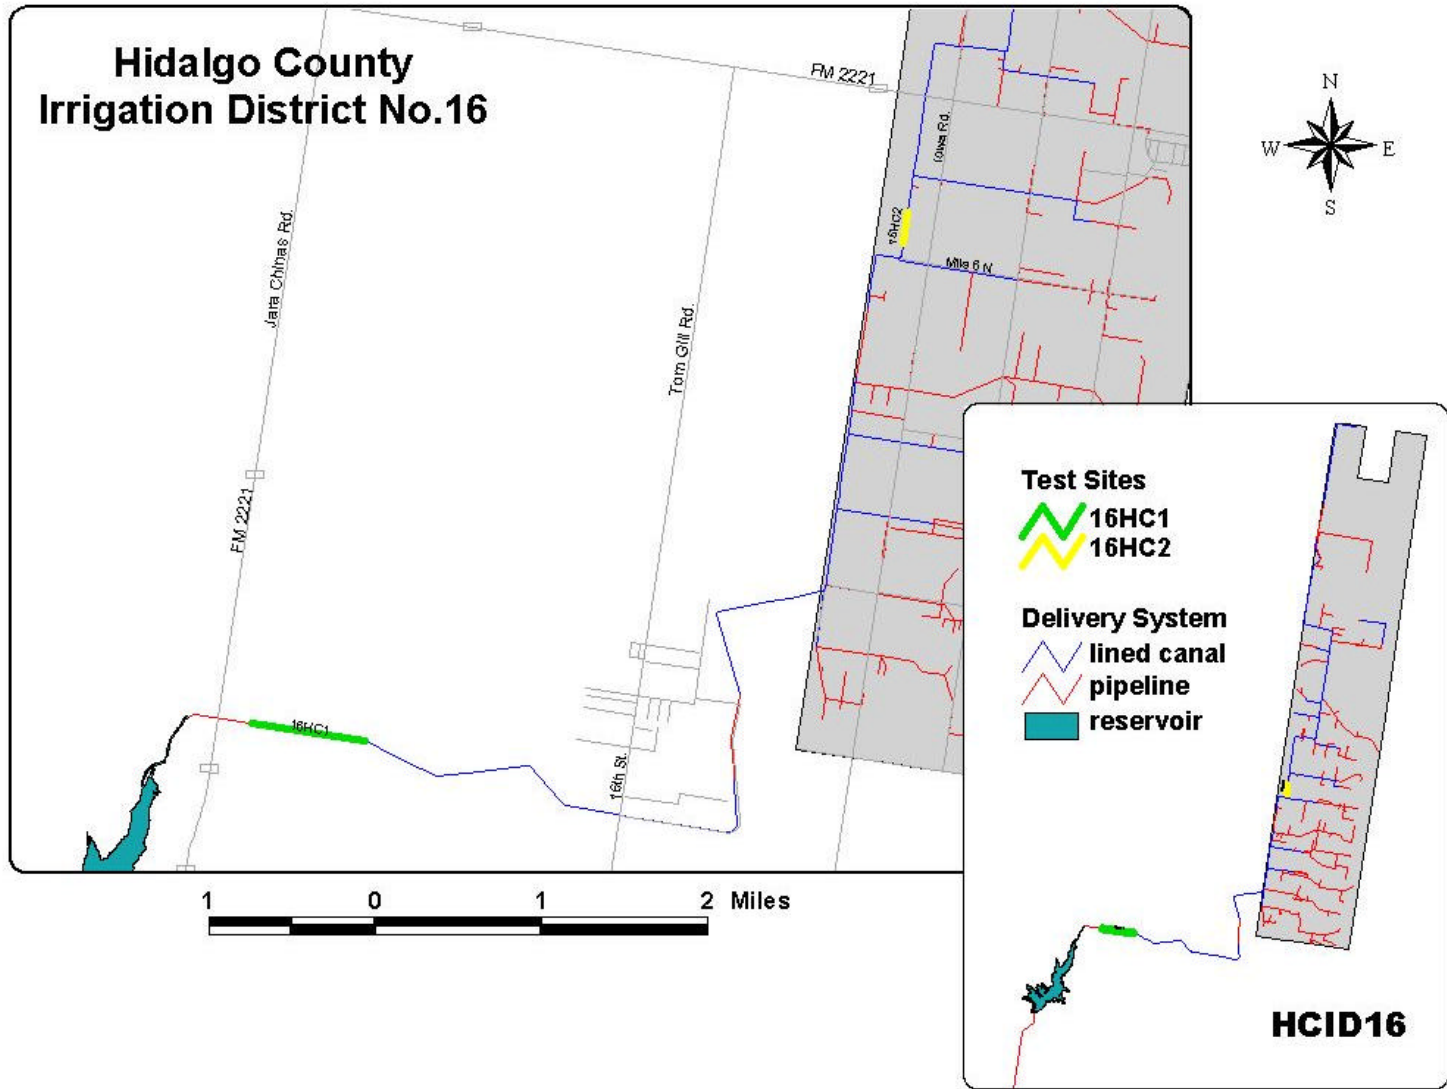 Hidalgo County
Irrigation District No.16
FM 2221
Iowa Rd.
N
W
E
S
Jara Chinas Rd.
16HC2
Mile 6 N
Tom Gill Rd.
FM 2221
16HC1
16th St.
1 0 1 2 Miles
Test Sites
16HC1
16HC2
Delivery System
lined canal
pipeline
reservoir
HCID16